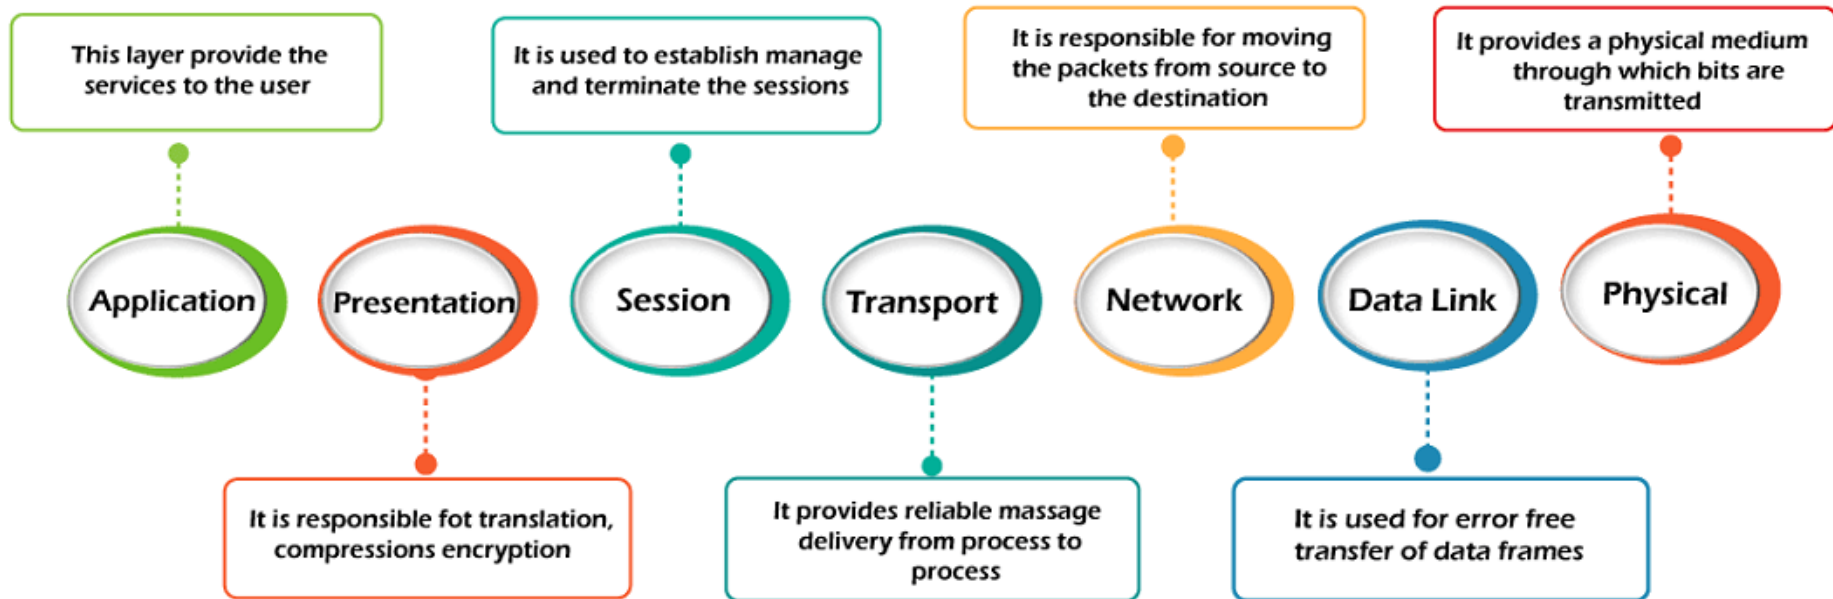 This layer provide the
services to the user
It is used to establish manage
and terminate the sessions
It is responsible for moving
the packets from source to
the destination
It provides a physical medium
through which bits are
transmitted
Application
Presentation
Session
Transport
Network
Data Link
Physical
It is responsible fot translation,
compressions encryption
It provides reliable massage
delivery from process to
process
It is used for error free
transfer of data frames